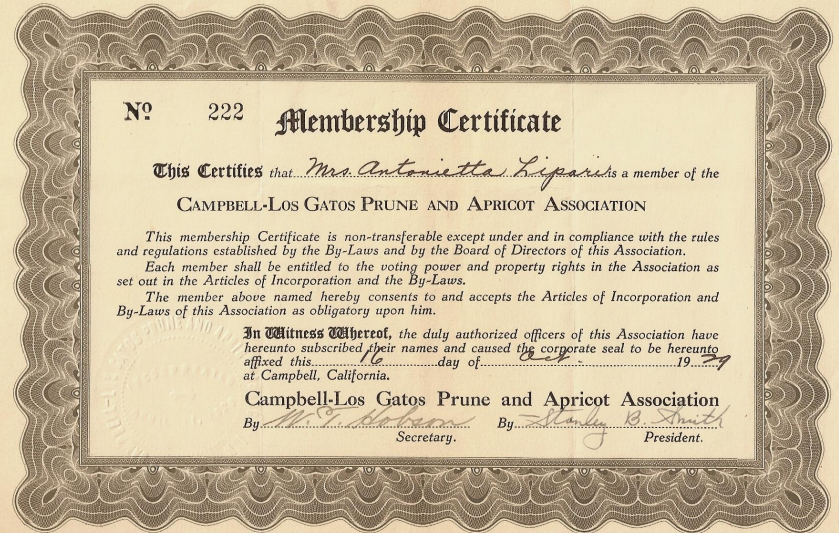 Nº 222 Membership Certificate
This Certifies that Mrs. Antonietta Lipari is a member of the
CAMPBELL-LOS GATOS PRUNE AND APRICOT ASSOCIATION
This membership Certificate is non-transferable except under and in compliance with the rules
and regulations established by the By-Laws and by the Board of Directors of this Association.
Each member shall be entitled to the voting power and property rights in the Association as
set out in the Articles of Incorporation and the By-Laws.
The member above named hereby consents to and accepts the Articles of Incorporation and
By-Laws of this Association as obligatory upon him.
In Witness Whereof, the duly authorized officers of this Association have
hereunto subscribed their names and caused the corporate seal to be hereunto
affixed this 16 day of Oct. 1929
at Campbell, California.
Campbell-Los Gatos Prune and Apricot Association
By W. T. Hobson By Stanley B. Smith
Secretary. President.